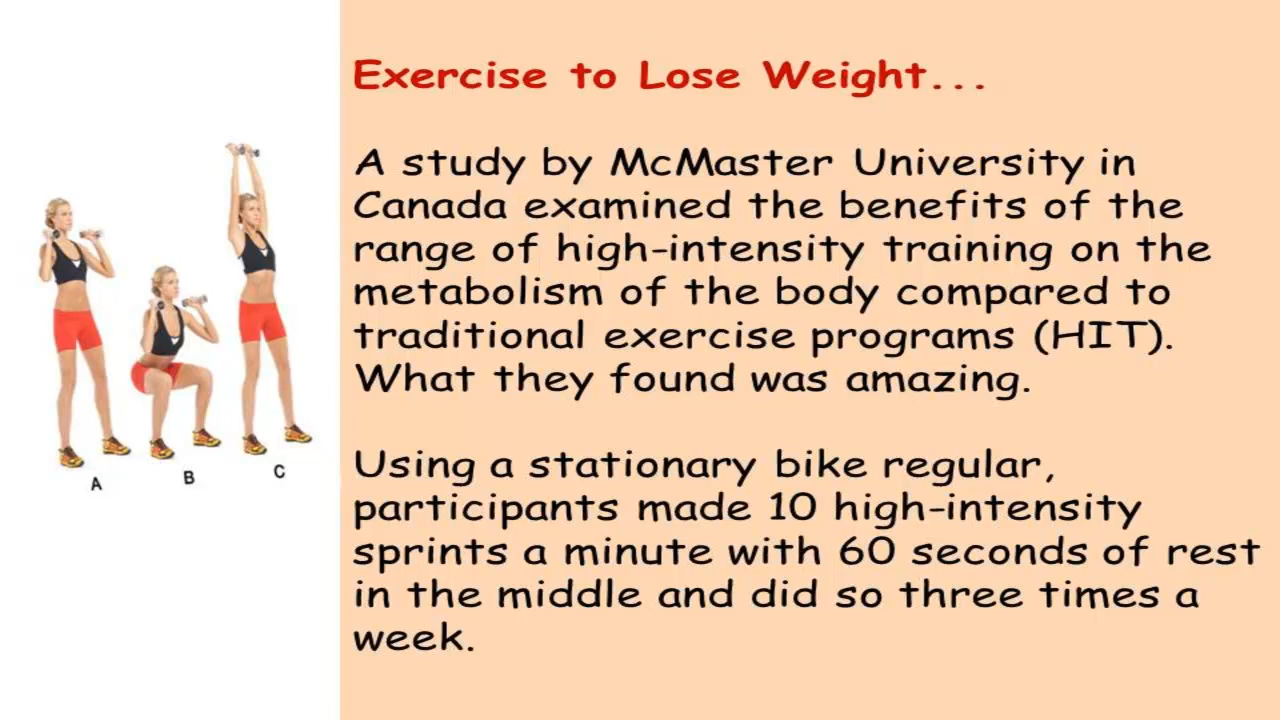 Exercise to Lose Weight...
A study by McMaster University in
Canada examined the benefits of the
range of high-intensity training on the
metabolism of the body compared to
traditional exercise programs (HIT).
What they found was amazing.
Using a stationary bike regular,
participants made 10 high-intensity
sprints a minute with 60 seconds of rest
in the middle and did so three times a
week.
A
B
C